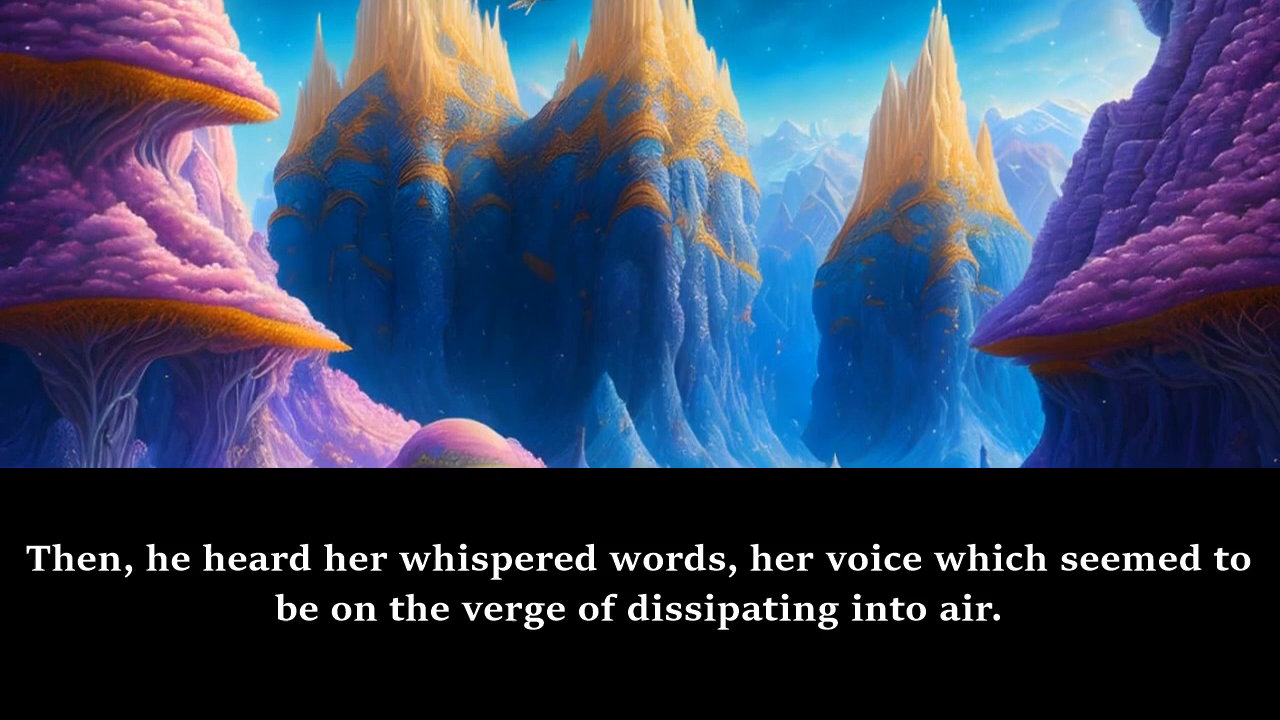 Then, he heard her whispered words, her voice which seemed to
be on the verge of dissipating into air.